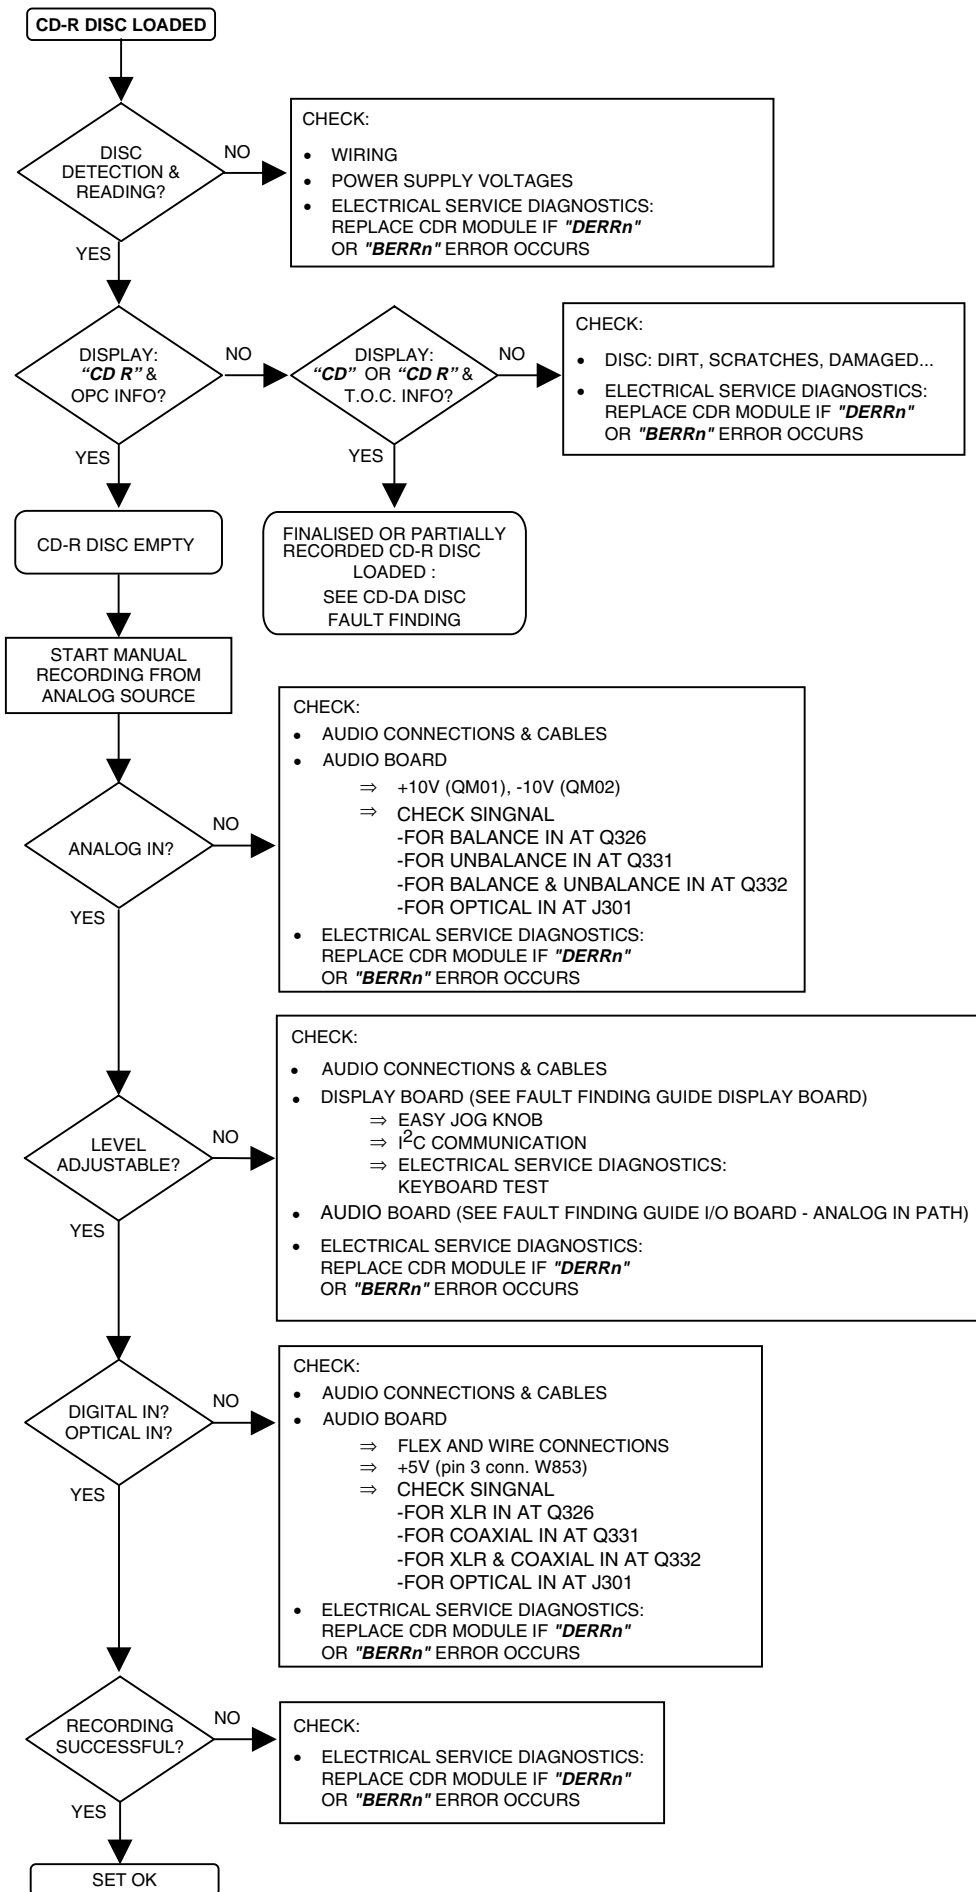 CD-R DISC LOADED
DISC
DETECTION &
READING?
NO
YES
CHECK:
• WIRING
• POWER SUPPLY VOLTAGES
• ELECTRICAL SERVICE DIAGNOSTICS:
REPLACE CDR MODULE IF "DERRn"
OR "BERRn" ERROR OCCURS
DISPLAY:
“CD R” &
OPC INFO?
NO
YES
DISPLAY:
“CD” OR “CD R” &
T.O.C. INFO?
NO
YES
CHECK:
• DISC: DIRT, SCRATCHES, DAMAGED...
• ELECTRICAL SERVICE DIAGNOSTICS:
REPLACE CDR MODULE IF "DERRn"
OR "BERRn" ERROR OCCURS
CD-R DISC EMPTY
FINALISED OR PARTIALLY
RECORDED CD-R DISC
LOADED :
SEE CD-DA DISC
FAULT FINDING
START MANUAL
RECORDING FROM
ANALOG SOURCE
ANALOG IN?
NO
YES
CHECK:
• AUDIO CONNECTIONS & CABLES
• AUDIO BOARD
⇒ +10V (QM01), -10V (QM02)
⇒ CHECK SINGNAL
-FOR BALANCE IN AT Q326
-FOR UNBALANCE IN AT Q331
-FOR BALANCE & UNBALANCE IN AT Q332
-FOR OPTICAL IN AT J301
• ELECTRICAL SERVICE DIAGNOSTICS:
REPLACE CDR MODULE IF "DERRn"
OR "BERRn" ERROR OCCURS
LEVEL
ADJUSTABLE?
NO
YES
CHECK:
• AUDIO CONNECTIONS & CABLES
• DISPLAY BOARD (SEE FAULT FINDING GUIDE DISPLAY BOARD)
⇒ EASY JOG KNOB
⇒ I2C COMMUNICATION
⇒ ELECTRICAL SERVICE DIAGNOSTICS:
KEYBOARD TEST
• AUDIO BOARD (SEE FAULT FINDING GUIDE I/O BOARD - ANALOG IN PATH)
• ELECTRICAL SERVICE DIAGNOSTICS:
REPLACE CDR MODULE IF "DERRn"
OR "BERRn" ERROR OCCURS
DIGITAL IN?
OPTICAL IN?
NO
YES
CHECK:
• AUDIO CONNECTIONS & CABLES
• AUDIO BOARD
⇒ FLEX AND WIRE CONNECTIONS
⇒ +5V (pin 3 conn. W853)
⇒ CHECK SINGNAL
-FOR XLR IN AT Q326
-FOR COAXIAL IN AT Q331
-FOR XLR & COAXIAL IN AT Q332
-FOR OPTICAL IN AT J301
• ELECTRICAL SERVICE DIAGNOSTICS:
REPLACE CDR MODULE IF "DERRn"
OR "BERRn" ERROR OCCURS
RECORDING
SUCCESSFUL?
NO
YES
CHECK:
• ELECTRICAL SERVICE DIAGNOSTICS:
REPLACE CDR MODULE IF "DERRn"
OR "BERRn" ERROR OCCURS
SET OK